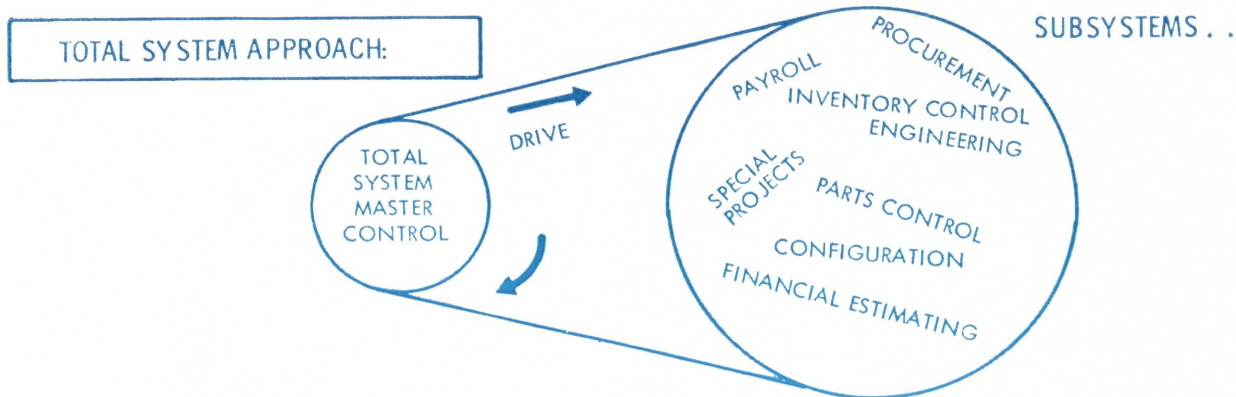 TOTAL SYSTEM APPROACH:
SUBSYSTEMS . .
PROCUREMENT
PAYROLL
INVENTORY CONTROL
ENGINEERING
DRIVE
TOTAL
SYSTEM
MASTER
CONTROL
SPECIAL
PROJECTS
PARTS CONTROL
CONFIGURATION
FINANCIAL ESTIMATING